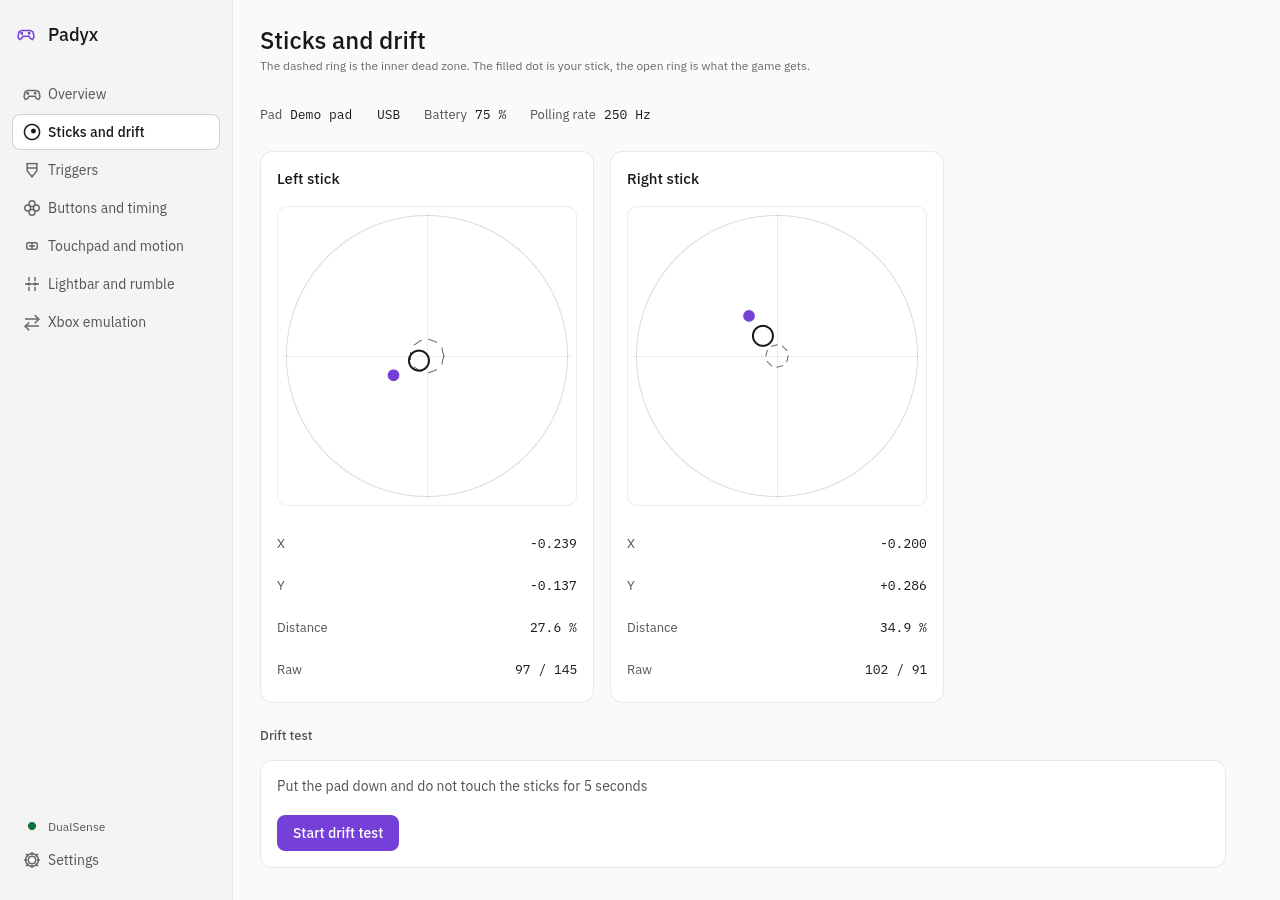 Padyx
Overview
Sticks and drift
Triggers
Buttons and timing
Touchpad and motion
Lightbar and rumble
Xbox emulation
DualSense
Settings
Sticks and drift
The dashed ring is the inner dead zone. The filled dot is your stick, the open ring is what the game gets.
Pad Demo pad USB Battery 75 % Polling rate 250 Hz
Left stick
X -0.239
Y -0.137
Distance 27.6 %
Raw 97 / 145
Right stick
X -0.200
Y +0.286
Distance 34.9 %
Raw 102 / 91
Drift test
Put the pad down and do not touch the sticks for 5 seconds
Start drift test